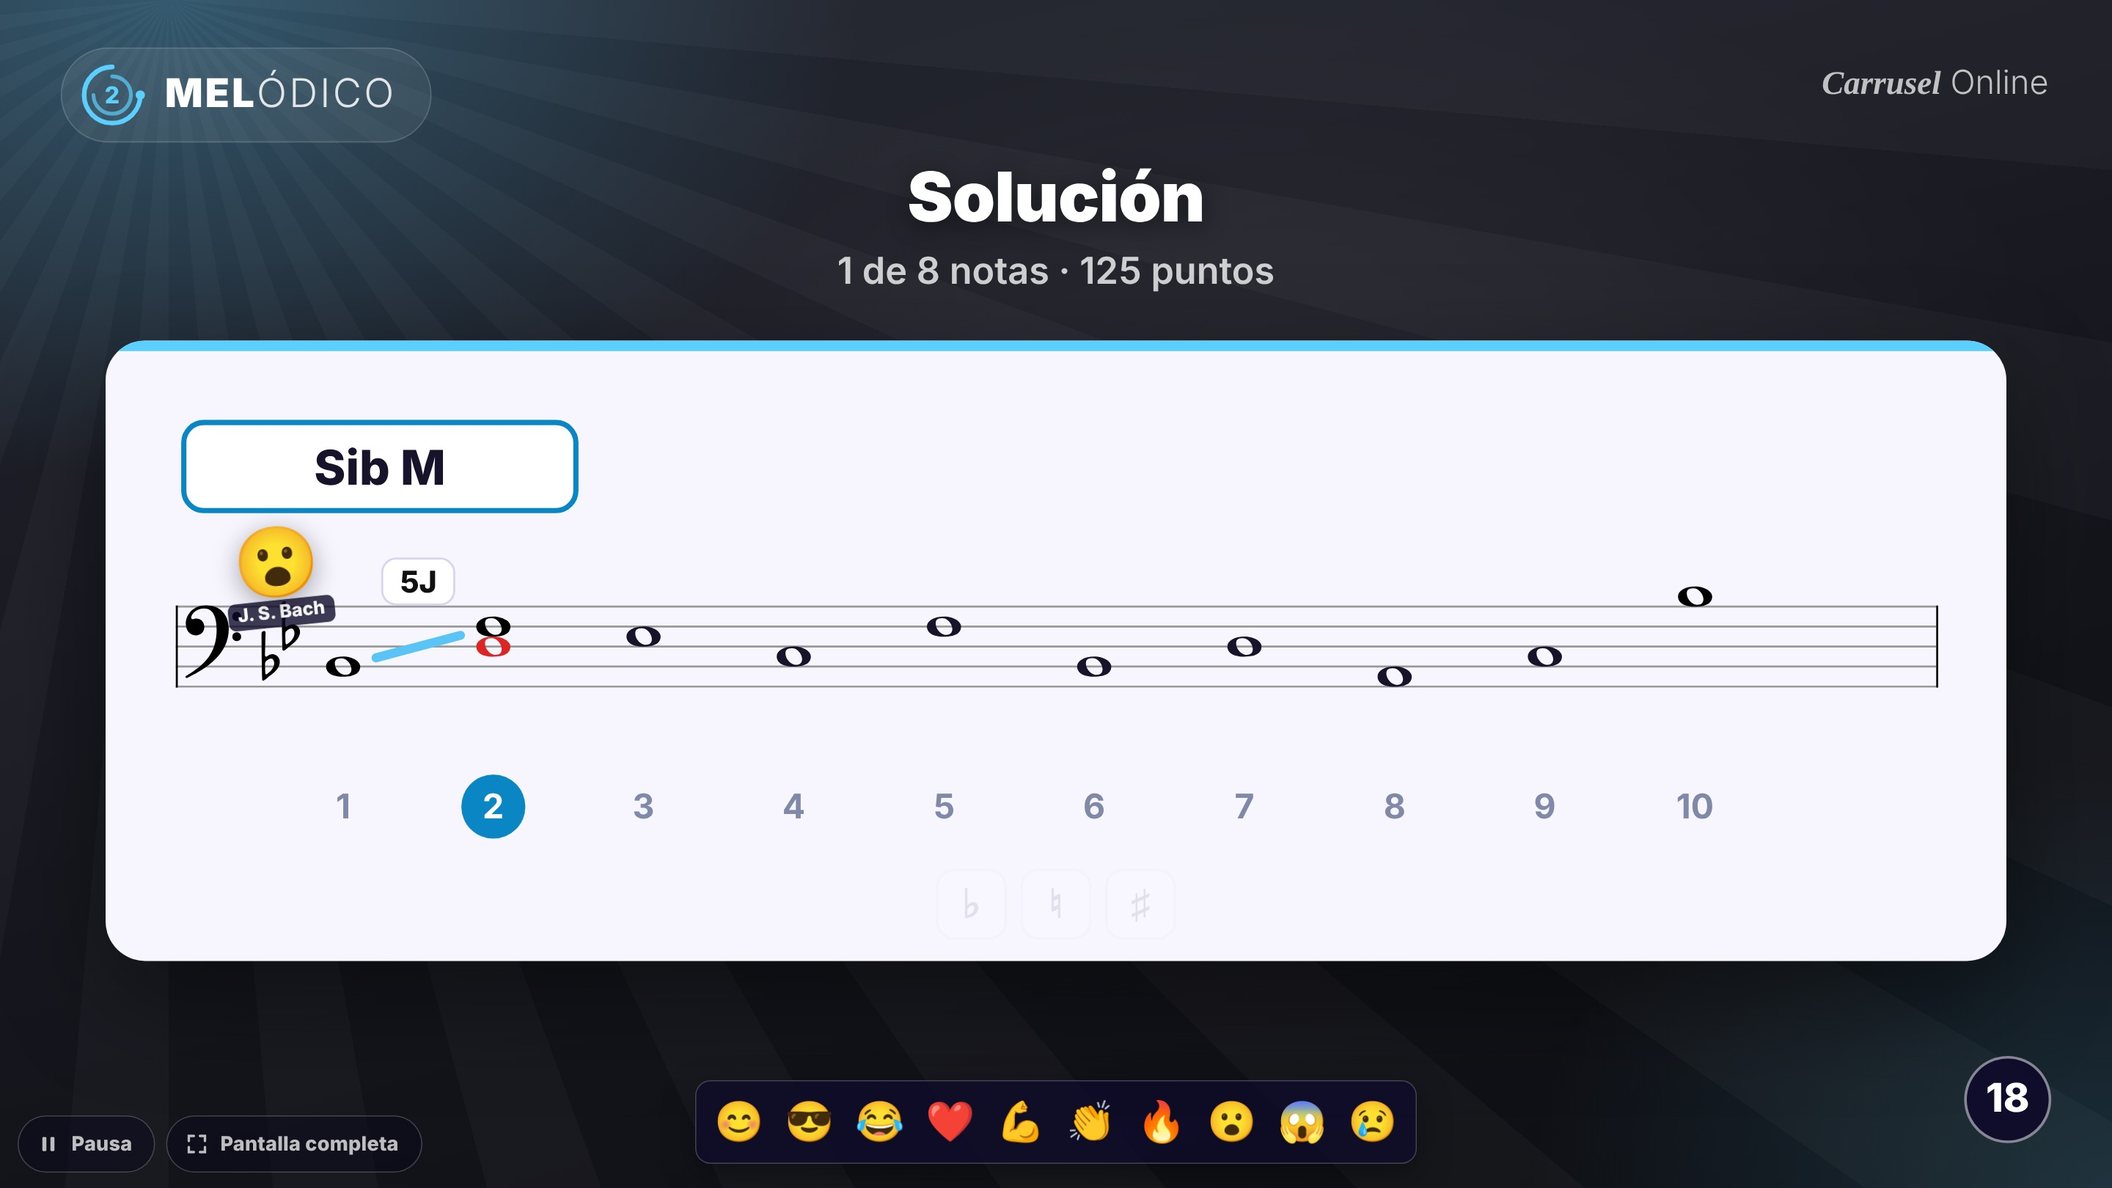 2 MELÓDICO
Carrusel Online
Solución
1 de 8 notas · 125 puntos
Sib M
J. S. Bach
5J
1 2 3 4 5 6 7 8 9 10
♭ ♮ ♯
18
Pausa
Pantalla completa